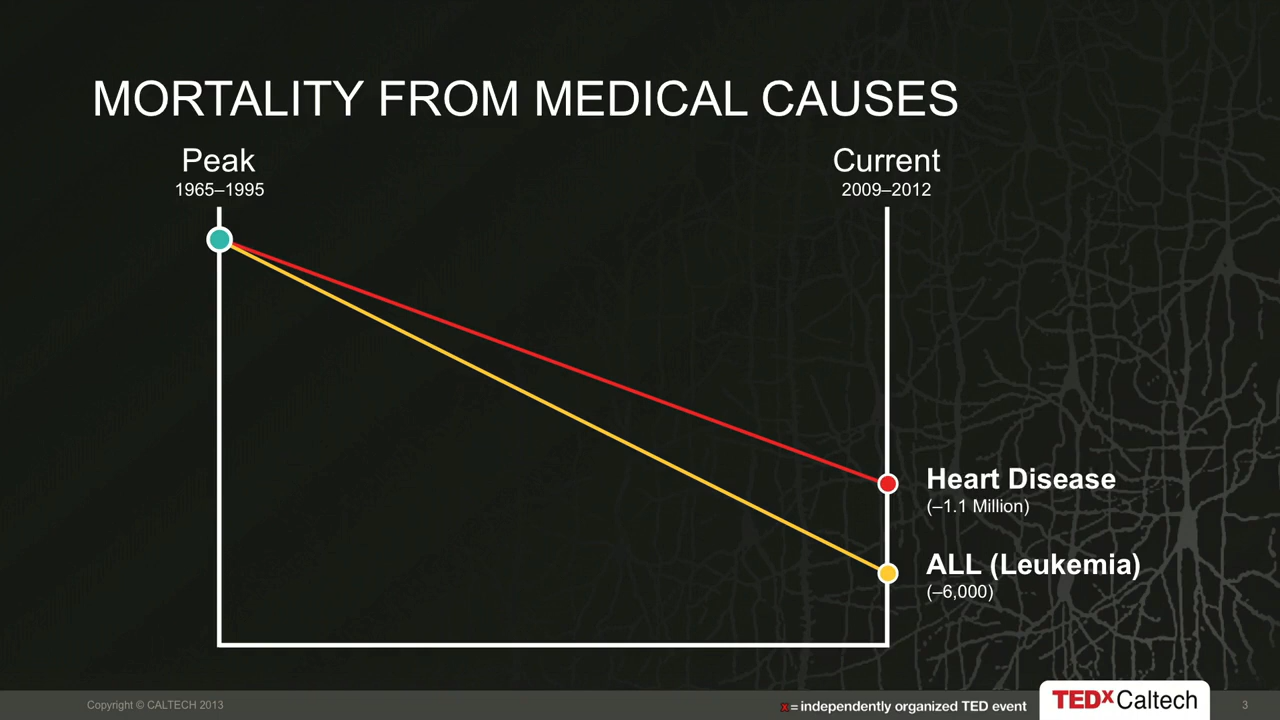 MORTALITY FROM MEDICAL CAUSES
Peak
1965–1995
Current
2009–2012
Heart Disease
(–1.1 Million)
ALL (Leukemia)
(–6,000)
Copyright © CALTECH 2013
x = independently organized TED event
TEDxCaltech
3